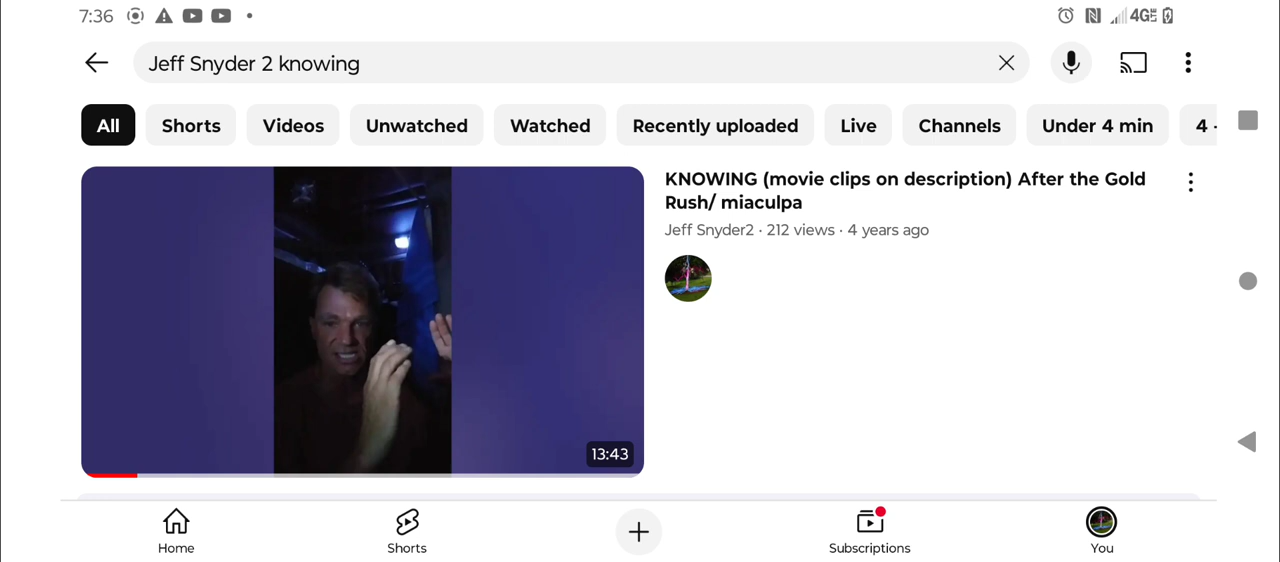 7:36
4G
Jeff Snyder 2 knowing
All
Shorts
Videos
Unwatched
Watched
Recently uploaded
Live
Channels
Under 4 min
4 -
KNOWING (movie clips on description) After the Gold
Rush/ miaculpa
Jeff Snyder2 · 212 views · 4 years ago
13:43
Home
Shorts
Subscriptions
You